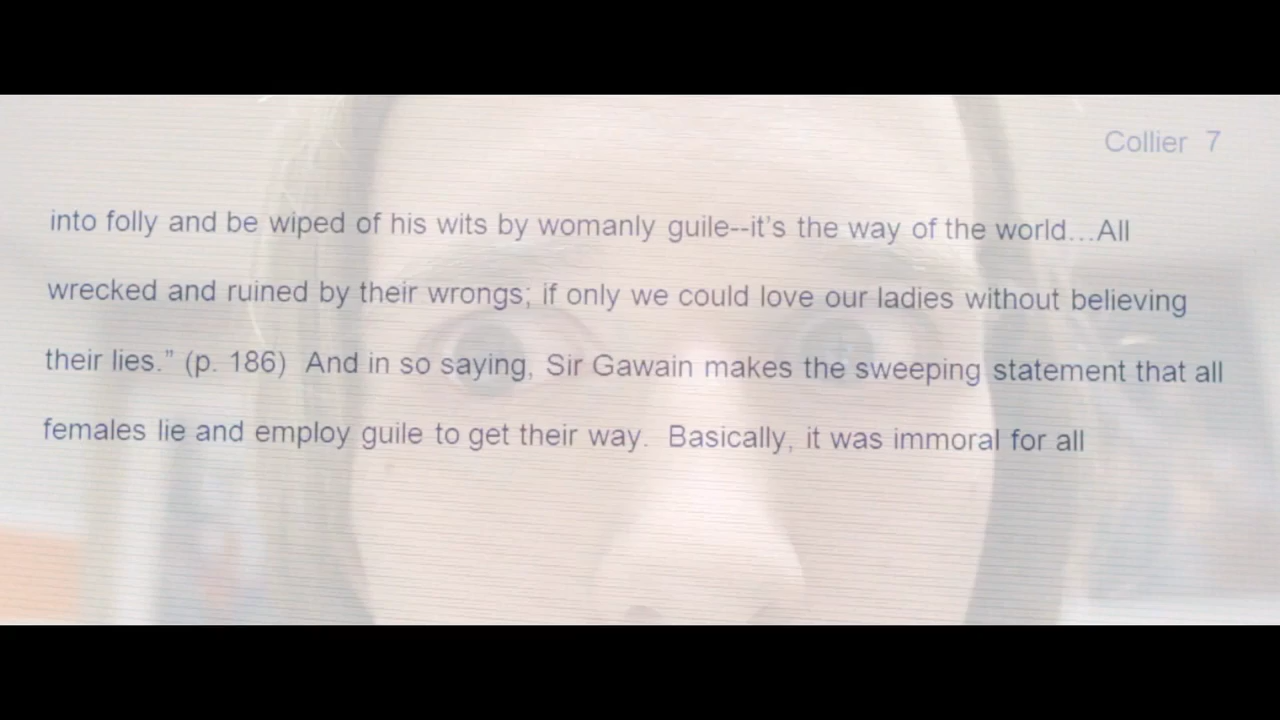 Collier 7
into folly and be wiped of his wits by womanly guile--it's the way of the world...All
wrecked and ruined by their wrongs; if only we could love our ladies without believing
their lies.” (p. 186) And in so saying, Sir Gawain makes the sweeping statement that all
females lie and employ guile to get their way. Basically, it was immoral for all